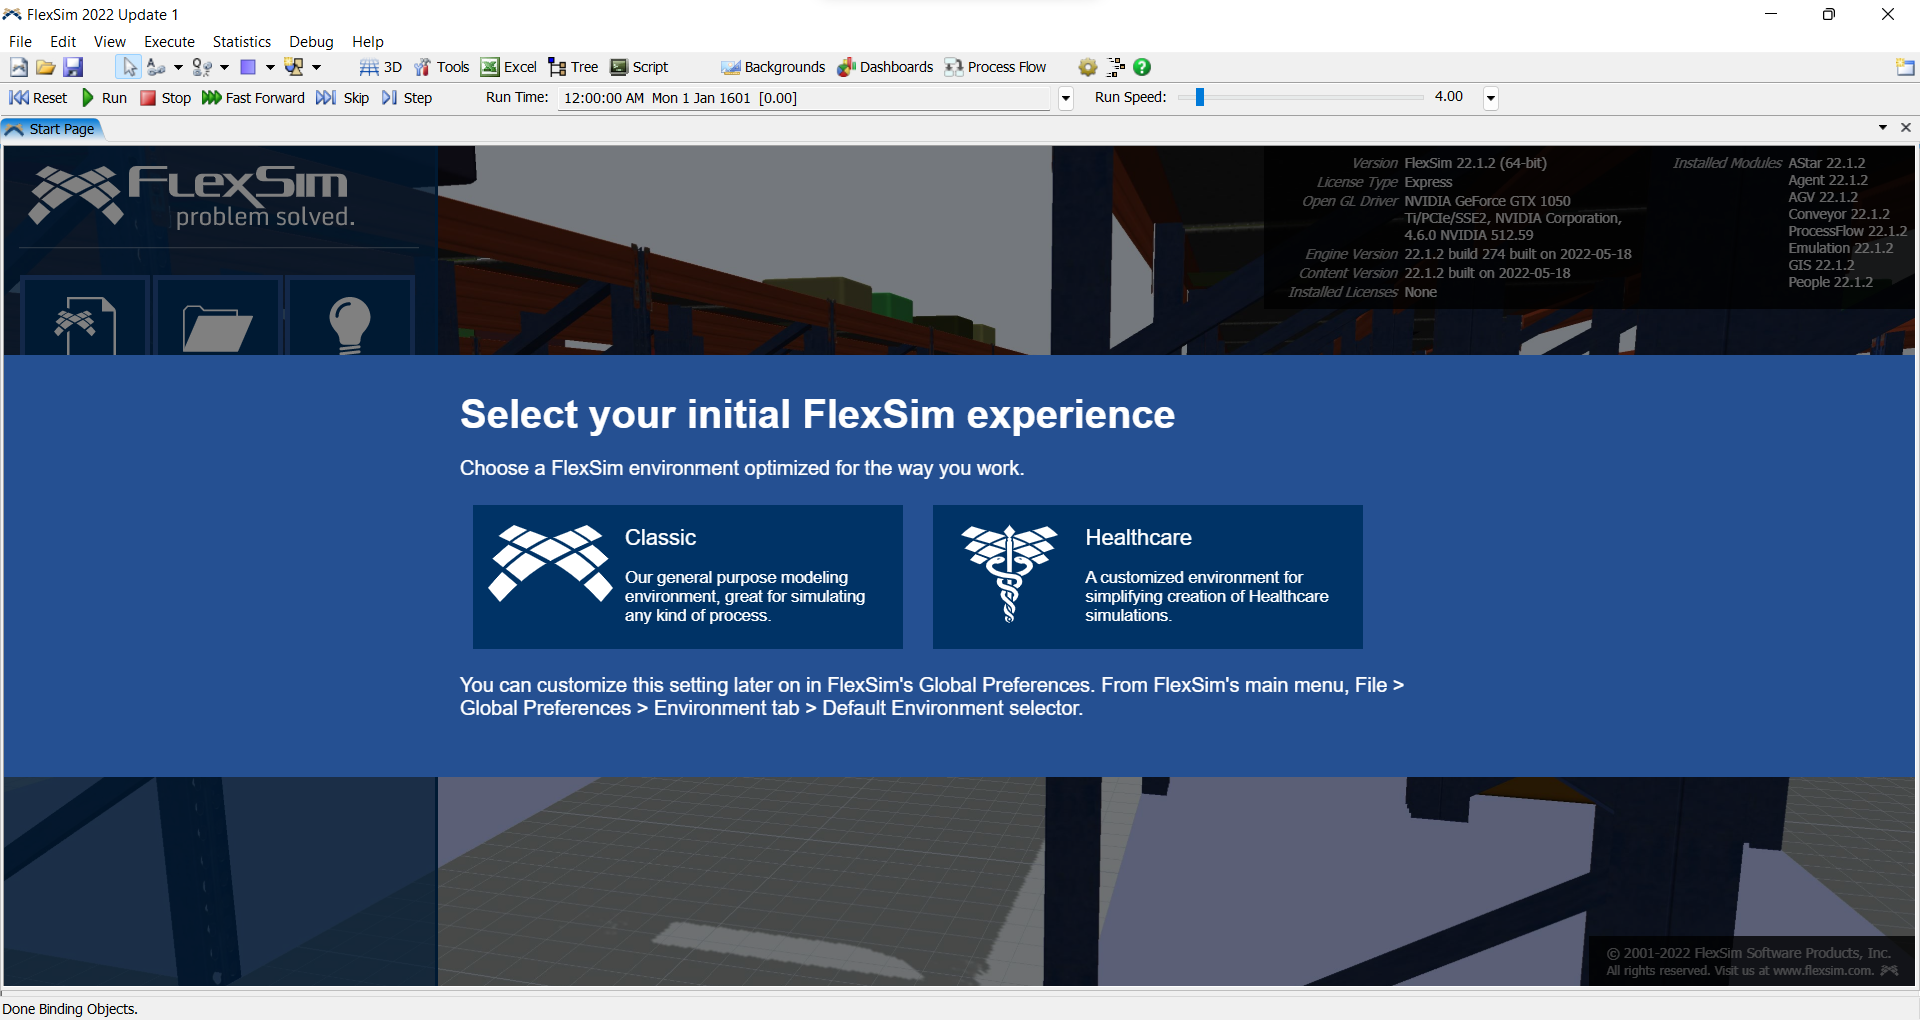 FlexSim 2022 Update 1
File Edit View Execute Statistics Debug Help
3D Tools Excel Tree Script Backgrounds Dashboards Process Flow
Reset Run Stop Fast Forward Skip Step Run Time: 12:00:00 AM Mon 1 Jan 1601 [0.00] Run Speed: 4.00
Start Page
FlexSim
problem solved.
Version FlexSim 22.1.2 (64-bit)
License Type Express
Open GL Driver NVIDIA GeForce GTX 1050
Ti/PCIe/SSE2, NVIDIA Corporation,
4.6.0 NVIDIA 512.59
Engine Version 22.1.2 build 274 built on 2022-05-18
Content Version 22.1.2 built on 2022-05-18
Installed Licenses None
Installed Modules AStar 22.1.2
Agent 22.1.2
AGV 22.1.2
Conveyor 22.1.2
ProcessFlow 22.1.2
Emulation 22.1.2
GIS 22.1.2
People 22.1.2
Select your initial FlexSim experience
Choose a FlexSim environment optimized for the way you work.
Classic
Our general purpose modeling
environment, great for simulating
any kind of process.
Healthcare
A customized environment for
simplifying creation of Healthcare
simulations.
You can customize this setting later on in FlexSim's Global Preferences. From FlexSim's main menu, File >
Global Preferences > Environment tab > Default Environment selector.
© 2001-2022 FlexSim Software Products, Inc.
All rights reserved. Visit us at www.flexsim.com.
Done Binding Objects.